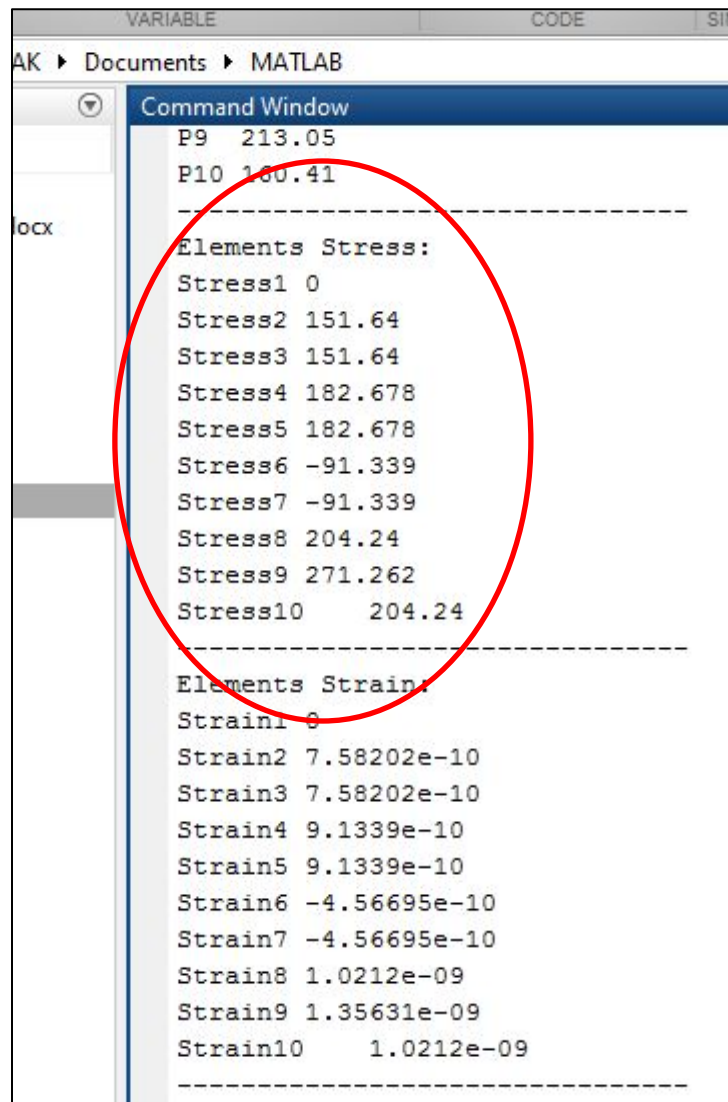 VARIABLE CODE
AK ▸ Documents ▸ MATLAB
Command Window
P9 213.05
P10 160.41
--------------------------------
locx
Elements Stress:
Stress1 0
Stress2 151.64
Stress3 151.64
Stress4 182.678
Stress5 182.678
Stress6 -91.339
Stress7 -91.339
Stress8 204.24
Stress9 271.262
Stress10 204.24
--------------------------------
Elements Strain:
Strain1 0
Strain2 7.58202e-10
Strain3 7.58202e-10
Strain4 9.1339e-10
Strain5 9.1339e-10
Strain6 -4.56695e-10
Strain7 -4.56695e-10
Strain8 1.0212e-09
Strain9 1.35631e-09
Strain10 1.0212e-09
--------------------------------